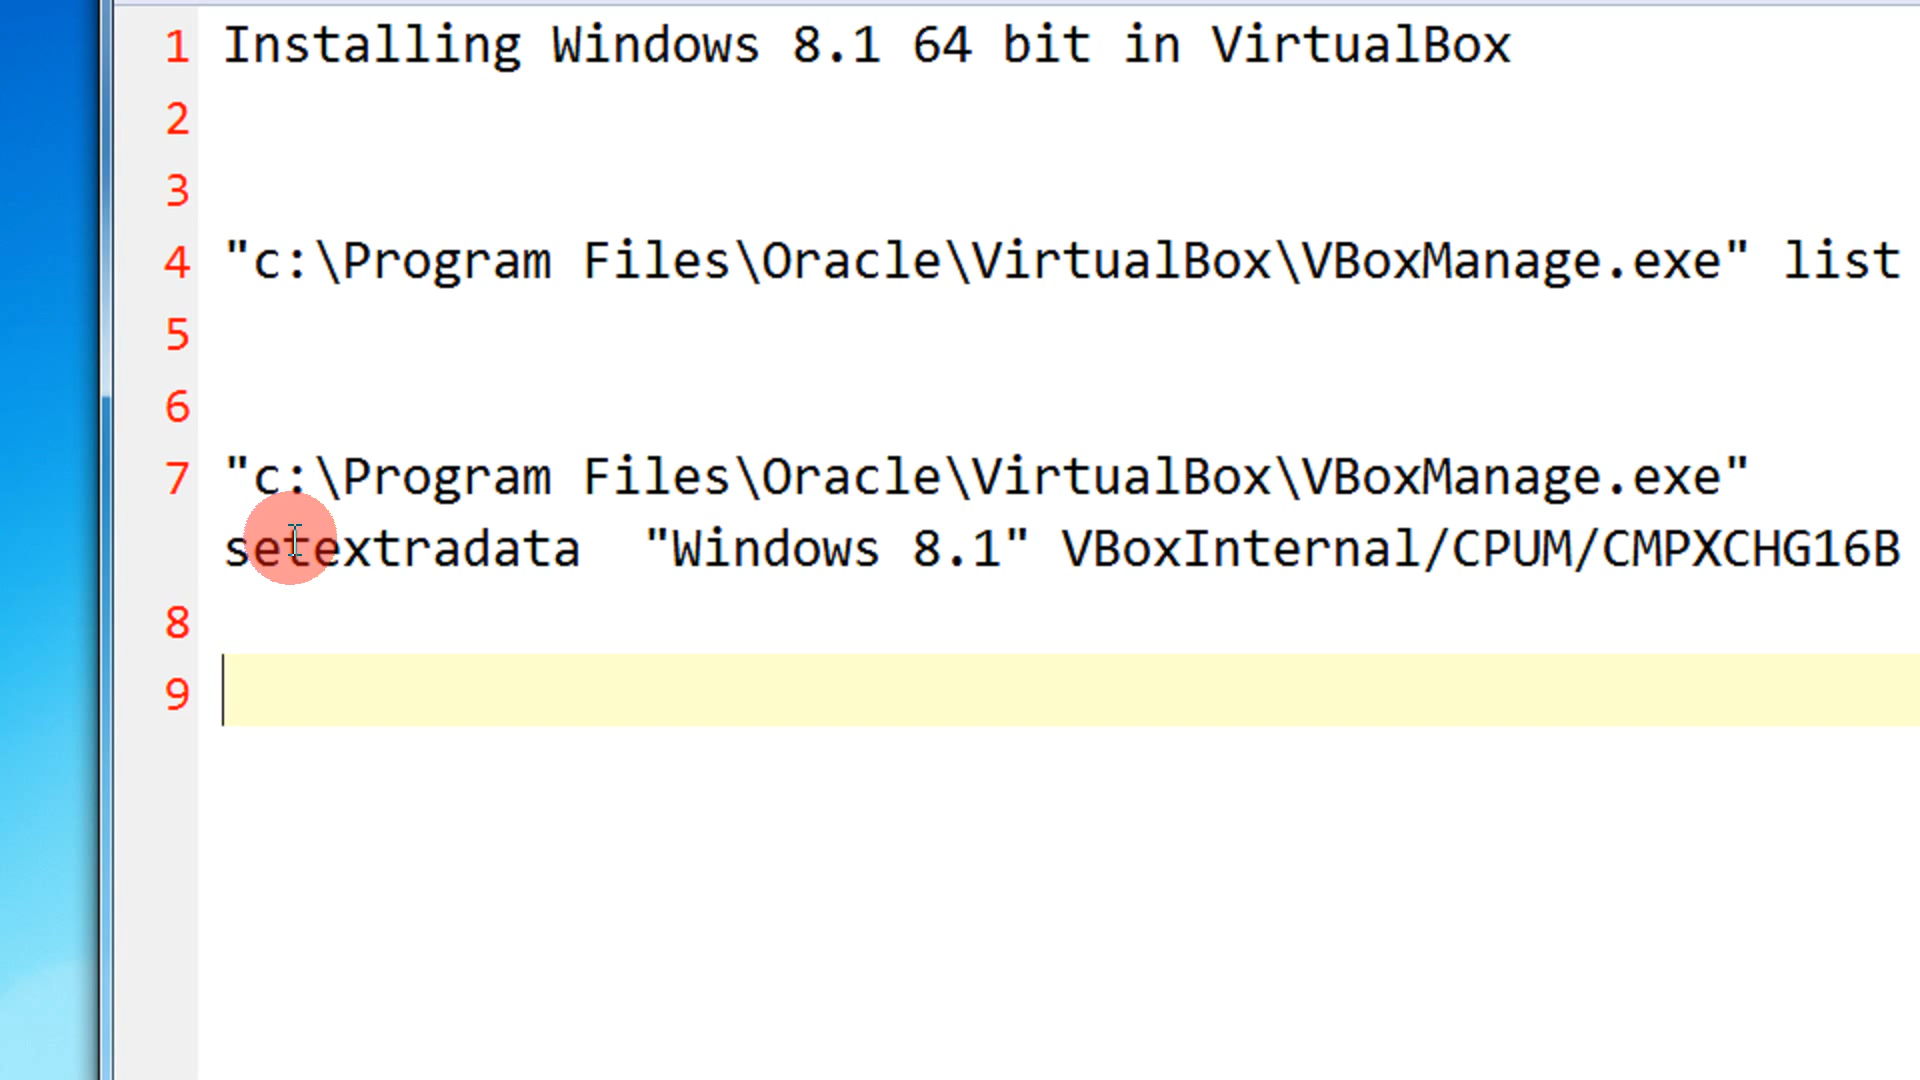 1 Installing Windows 8.1 64 bit in VirtualBox
2
3
4 "c:\Program Files\Oracle\VirtualBox\VBoxManage.exe" list
5
6
7 "c:\Program Files\Oracle\VirtualBox\VBoxManage.exe"
setextradata  "Windows 8.1" VBoxInternal/CPUM/CMPXCHG16B
8
9